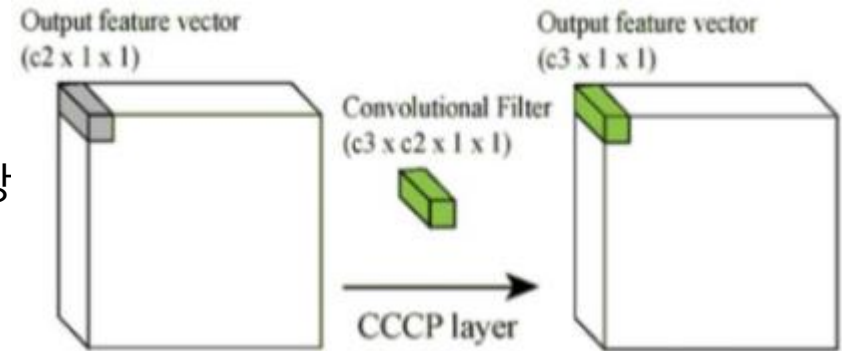 Output feature vector
(c2 x 1 x 1)
Output feature vector
(c3 x 1 x 1)
Convolutional Filter
(c3 x c2 x 1 x 1)
CCCP layer